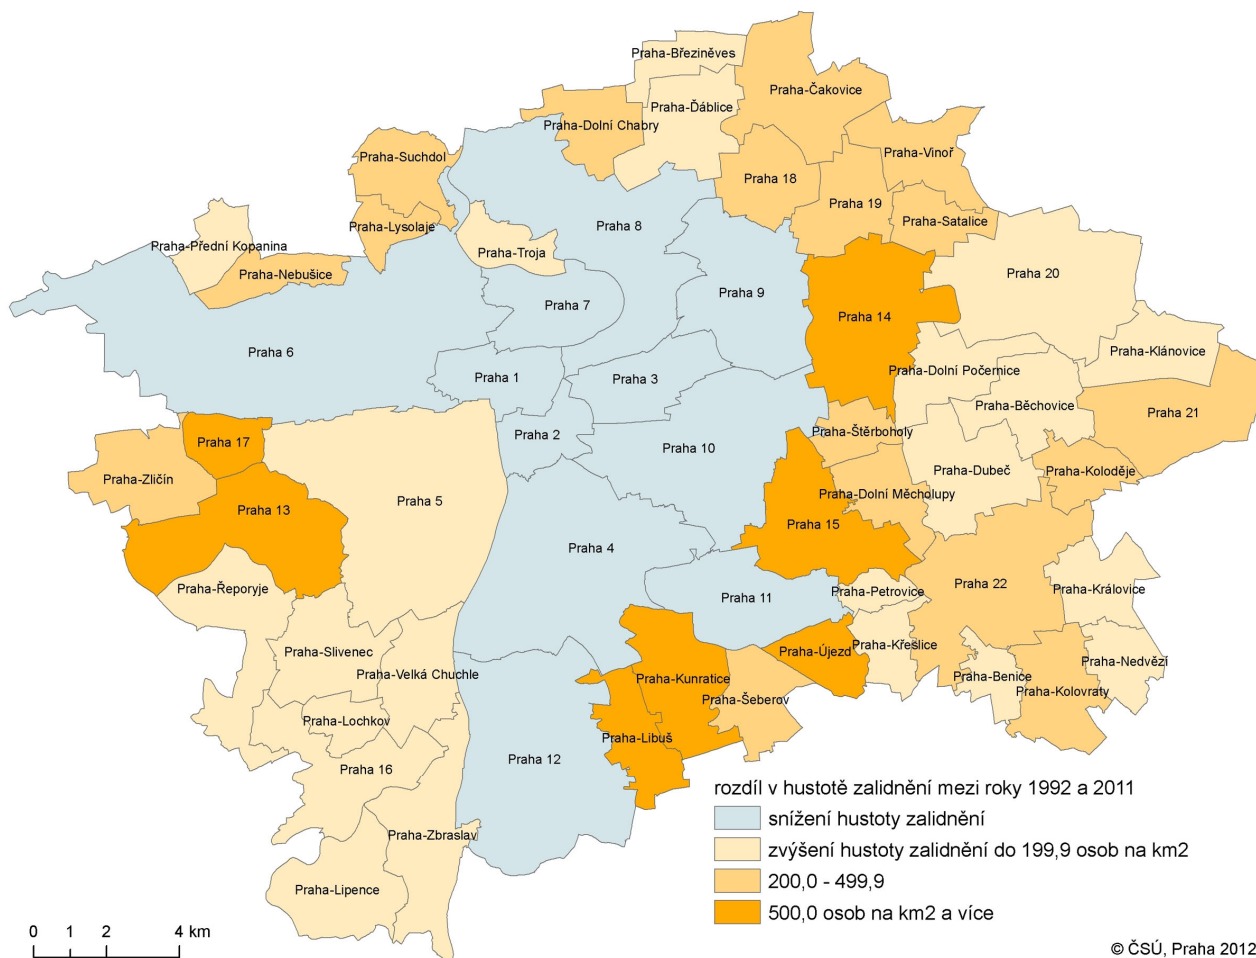 Praha-Březiněves
Praha-Čakovice
Praha-Ďáblice
Praha-Dolní Chabry
Praha-Vinoř
Praha-Suchdol
Praha 18
Praha 19
Praha-Satalice
Praha-Lysolaje
Praha 8
Praha-Přední Kopanina
Praha-Troja
Praha-Nebušice
Praha 20
Praha 9
Praha 7
Praha 14
Praha 6
Praha-Klánovice
Praha-Dolní Počernice
Praha 1
Praha 3
Praha-Běchovice
Praha 21
Praha-Štěrboholy
Praha 2
Praha 17
Praha 10
Praha-Dubeč
Praha-Koloděje
Praha-Zličín
Praha 5
Praha-Dolní Měcholupy
Praha 13
Praha 15
Praha 4
Praha 22
Praha-Řeporyje
Praha-Petrovice
Praha-Královice
Praha 11
Praha-Křeslice
Praha-Slivenec
Praha-Újezd
Praha-Nedvězí
Praha-Velká Chuchle
Praha-Kunratice
Praha-Benice
Praha-Kolovraty
Praha-Šeberov
Praha-Lochkov
Praha-Libuš
Praha 12
Praha 16
Praha-Zbraslav
Praha-Lipence
rozdíl v hustotě zalidnění mezi roky 1992 a 2011
snížení hustoty zalidnění
zvýšení hustoty zalidnění do 199,9 osob na km2
200,0 - 499,9
500,0 osob na km2 a více
0 1 2 4 km
© ČSÚ, Praha 2012